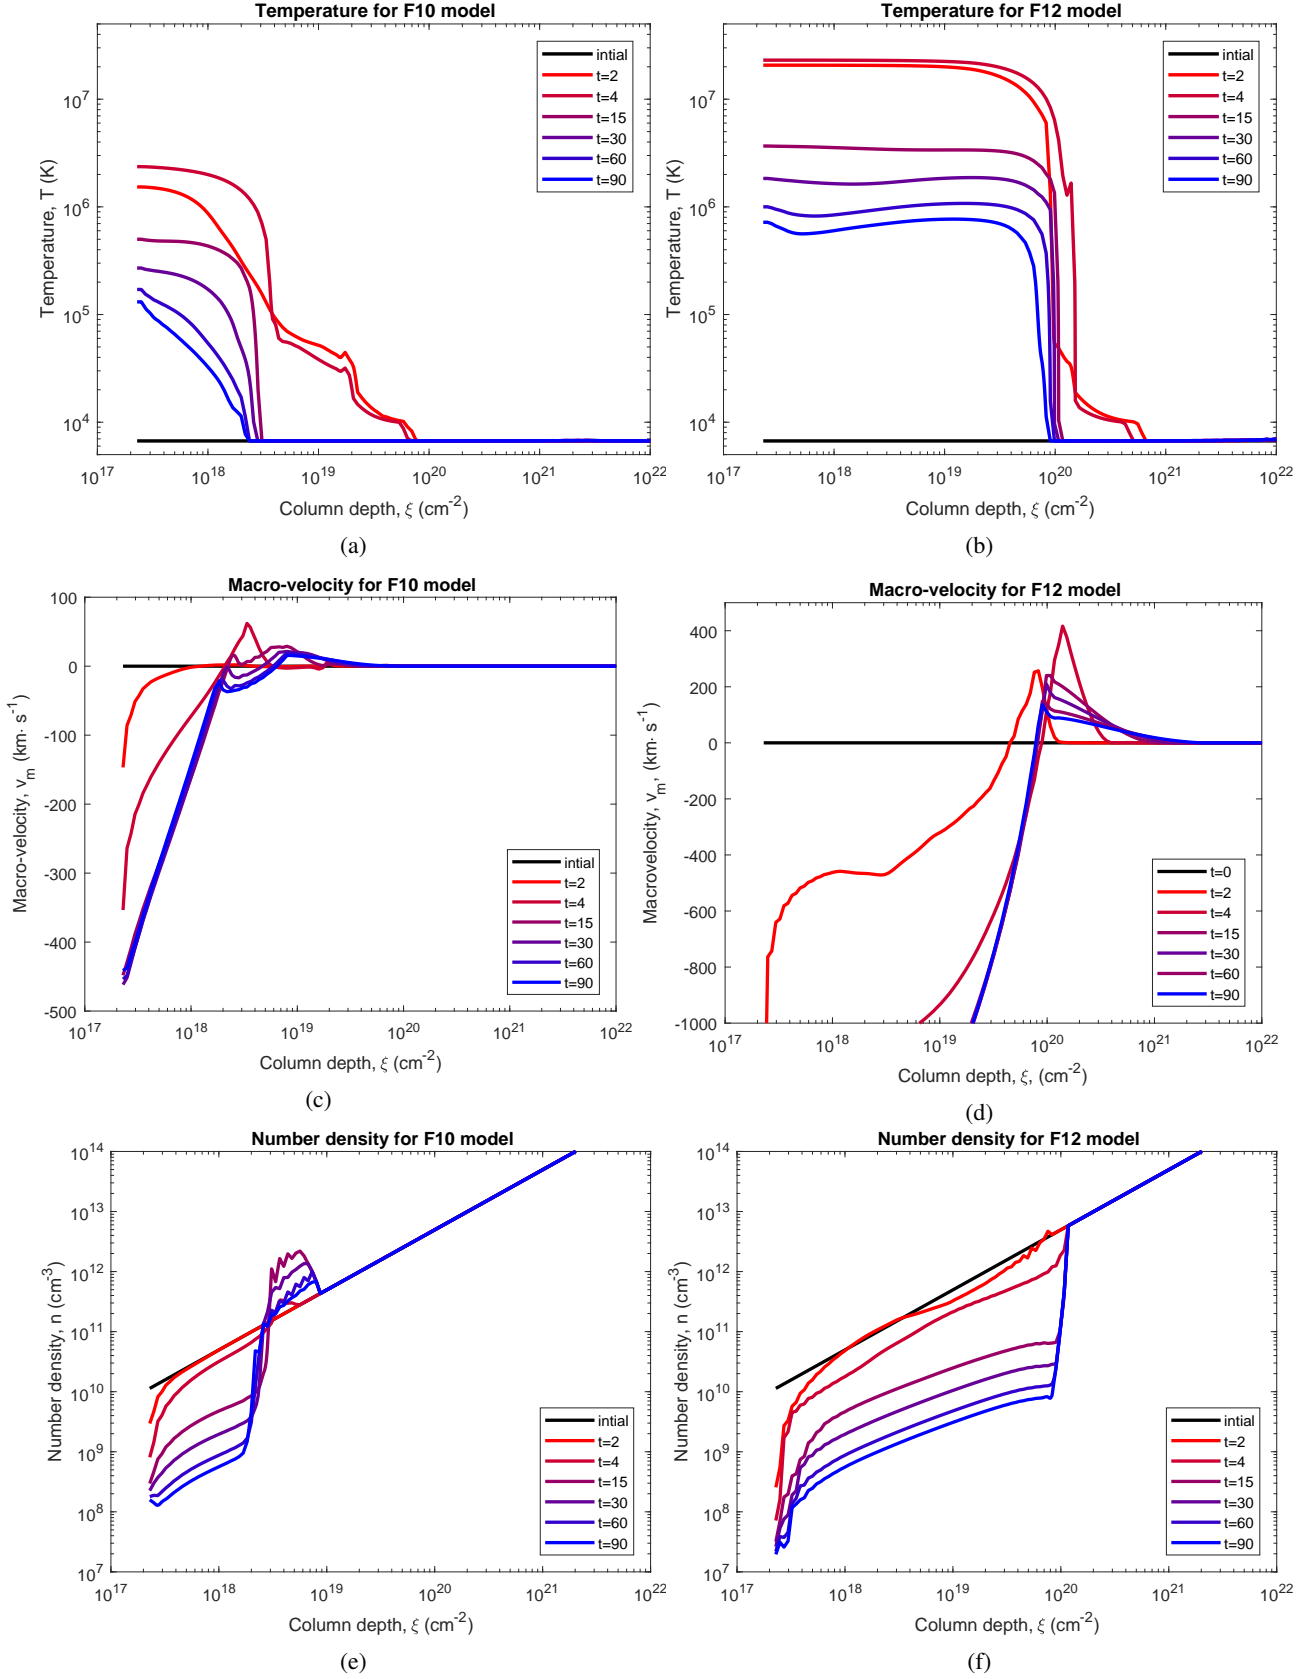 Temperature for F10 model
10^7
10^6
10^5
10^4
Temperature, T (K)
intial
t=2
t=4
t=15
t=30
t=60
t=90
10^17 10^18 10^19 10^20 10^21 10^22
Column depth, ξ (cm^-2)
(a)
Temperature for F12 model
10^7
10^6
10^5
10^4
Temperature, T (K)
intial
t=2
t=4
t=15
t=30
t=60
t=90
10^17 10^18 10^19 10^20 10^21 10^22
Column depth, ξ (cm^-2)
(b)
Macro-velocity for F10 model
100
0
-100
-200
-300
-400
-500
Macro-velocity, v_m (km· s^-1)
intial
t=2
t=4
t=15
t=30
t=60
t=90
10^17 10^18 10^19 10^20 10^21 10^22
Column depth, ξ (cm^-2)
(c)
Macro-velocity for F12 model
400
200
0
-200
-400
-600
-800
-1000
Macrovelocity, v_m, (km· s^-1)
t=0
t=2
t=4
t=15
t=30
t=60
t=90
10^17 10^18 10^19 10^20 10^21 10^22
Column depth, ξ, (cm^-2)
(d)
Number density for F10 model
10^14
10^13
10^12
10^11
10^10
10^9
10^8
10^7
Number density, n (cm^-3)
intial
t=2
t=4
t=15
t=30
t=60
t=90
10^17 10^18 10^19 10^20 10^21 10^22
Column depth, ξ (cm^-2)
(e)
Number density for F12 model
10^14
10^13
10^12
10^11
10^10
10^9
10^8
10^7
Number density, n (cm^-3)
intial
t=2
t=4
t=15
t=30
t=60
t=90
10^17 10^18 10^19 10^20 10^21 10^22
Column depth, ξ (cm^-2)
(f)